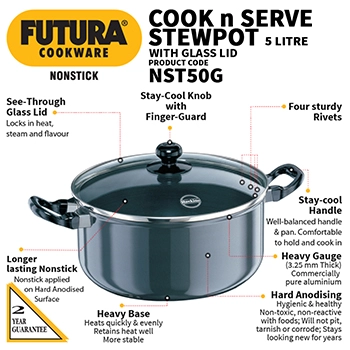 FUTURA®
COOKWARE
NONSTICK
COOK n SERVE
STEWPOT 5 LITRE
WITH GLASS LID
PRODUCT CODE
NST50G
See-Through
Glass Lid
Locks in heat,
steam and flavour
Stay-Cool Knob
with
Finger-Guard
Four sturdy
Rivets
Hawkins
Stay-cool
Handle
Well-balanced handle
& pan. Comfortable
to hold and cook in
Longer
lasting Nonstick
Nonstick applied
on Hard Anodised
Surface
Heavy Gauge
(3.25 mm Thick)
Commercially
pure aluminium
Heavy Base
Heats quickly & evenly
Retains heat well
More stable
Hard Anodising
Hygienic & healthy
Non-toxic, non-reactive
with foods; Will not pit,
tarnish or corrode; Stays
looking new for years
2
YEAR
GUARANTEE